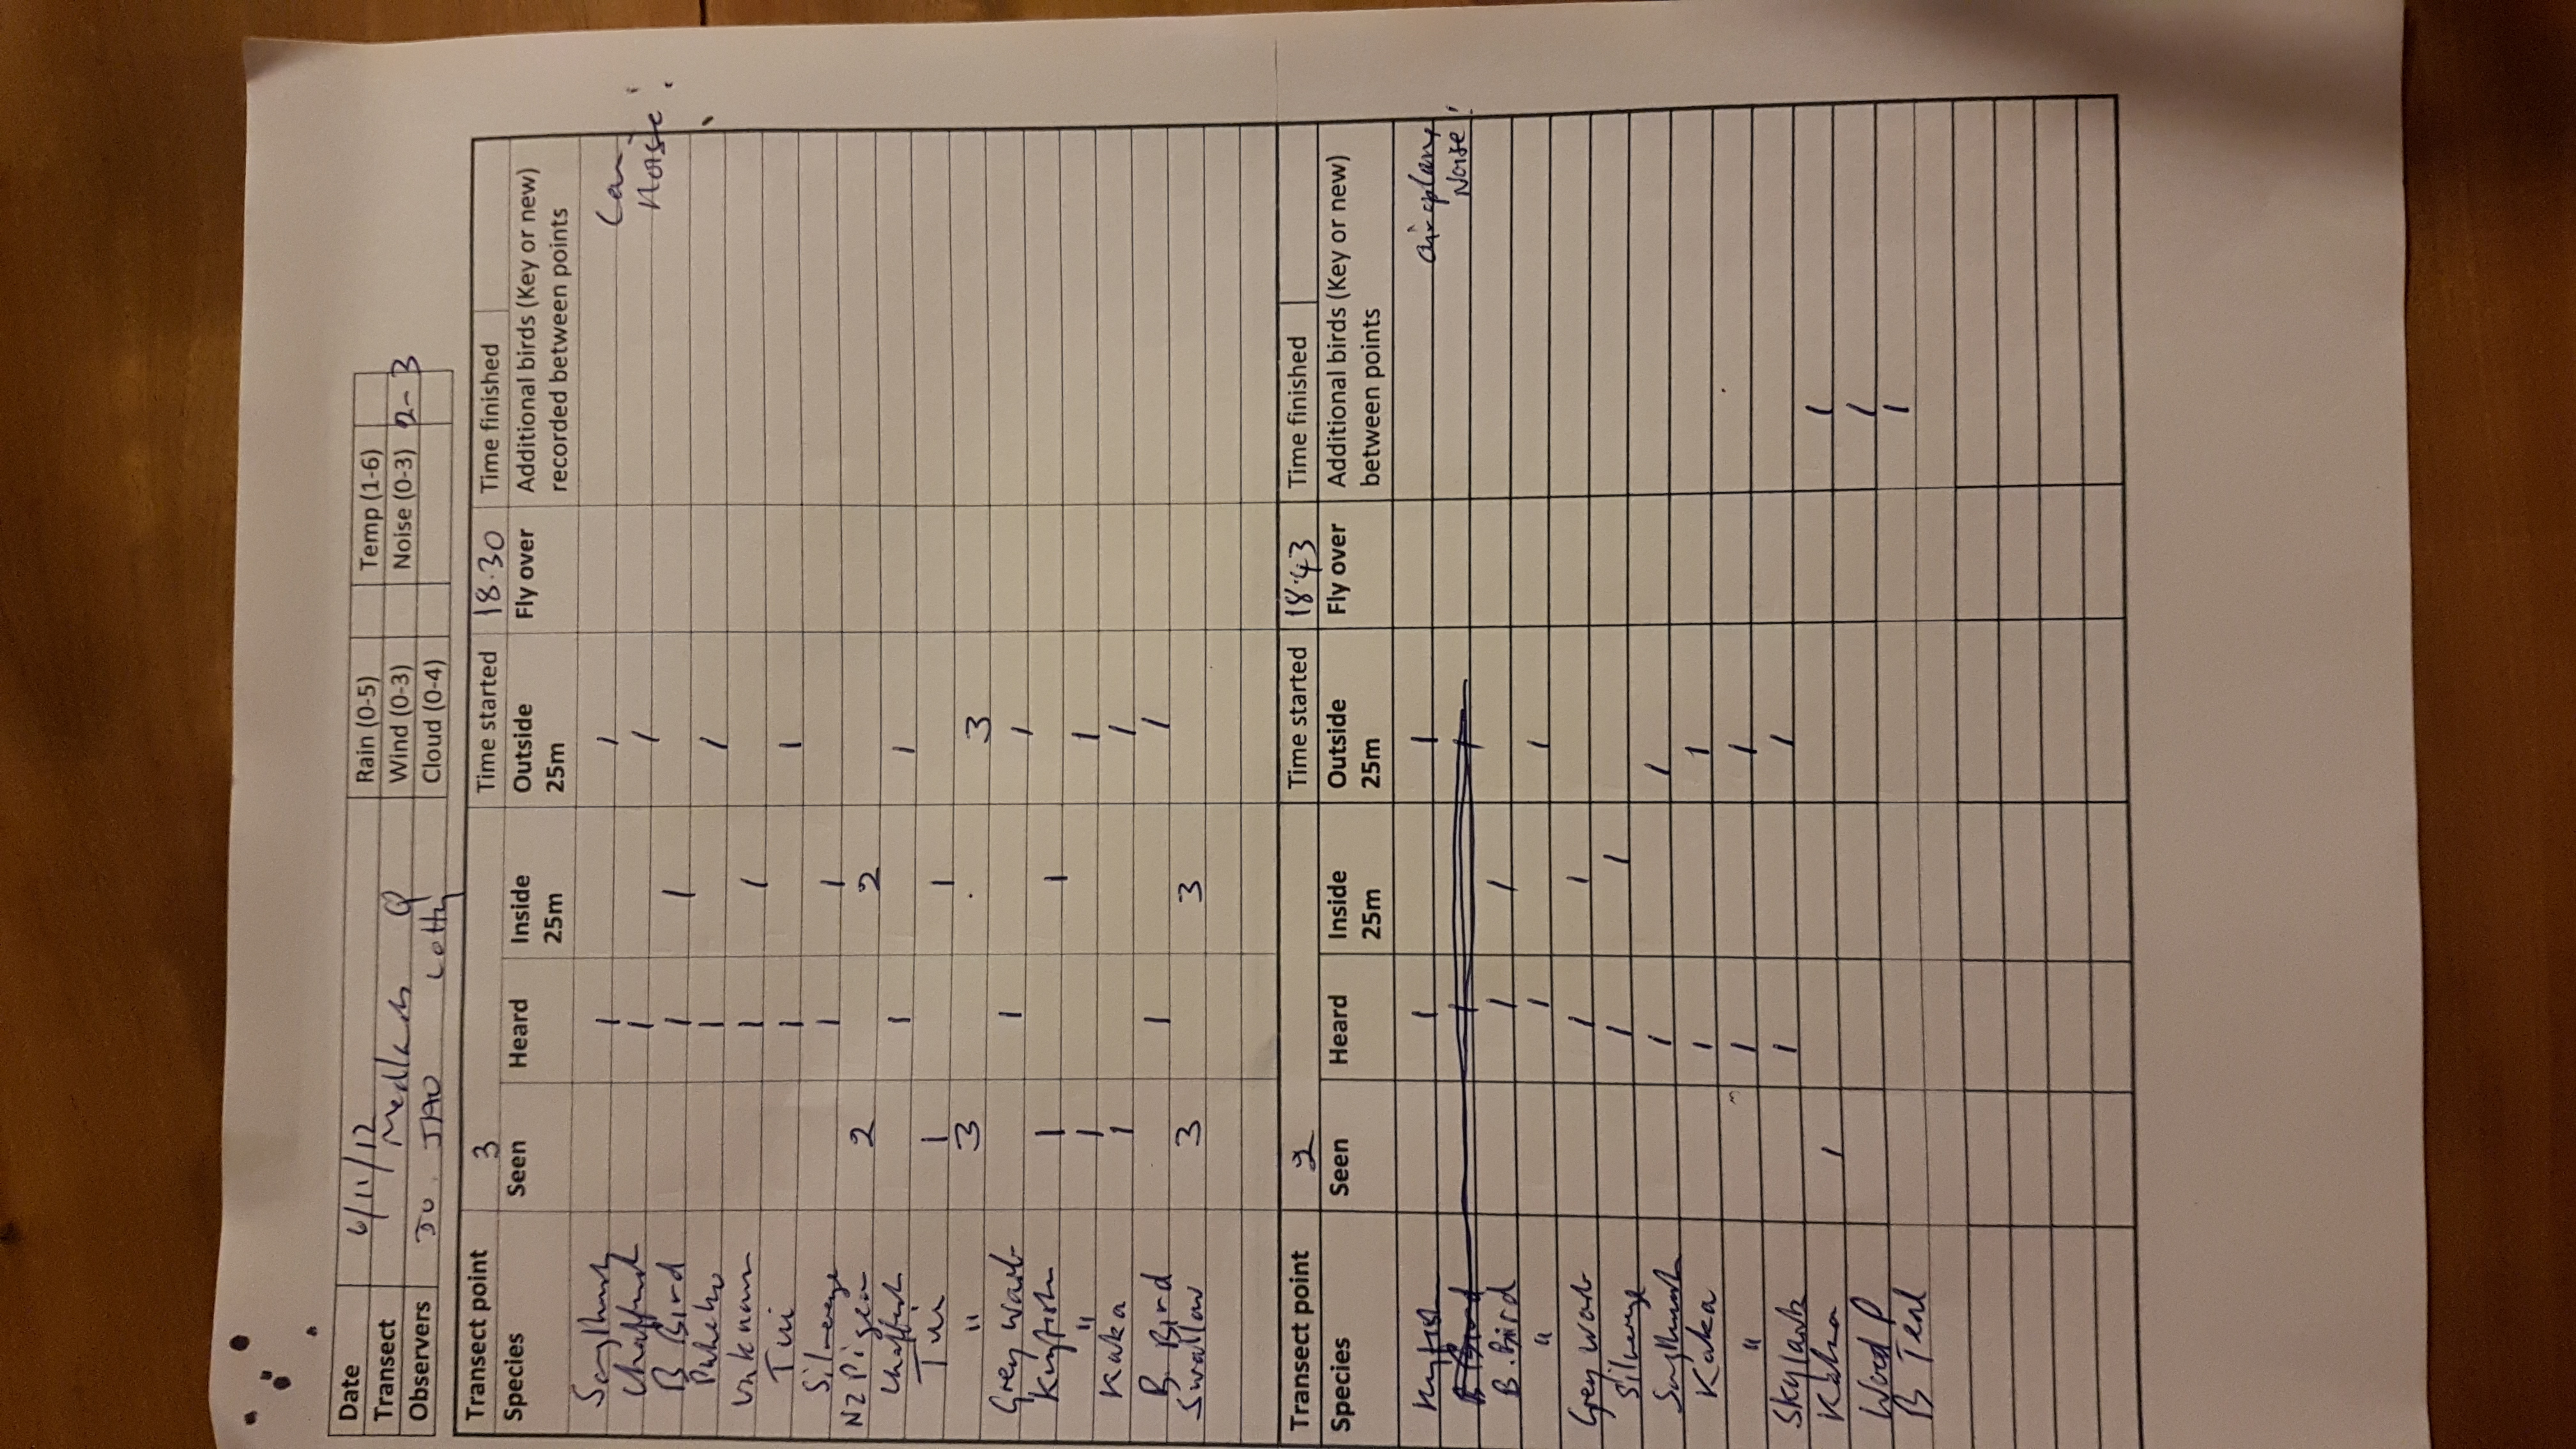 Date 6/11/12 Rain (0-5) Temp (1-6)
Transect Medlands Q Wind (0-3) Noise (0-3) 2-3
Observers Jo Lotty Cloud (0-4)
Transect point 3 Time started 18.30 Time finished
Species Seen Heard Inside 25m Outside 25m Fly over Additional birds (Key or new) recorded between points
Songthrush 1 1 Car
Chaffinch 1 1 Noise!
B Bird 1 1
Pukeko 1 1
Unknown 1 1
Tui 1 1
Silvereye 1 1
NZ Pigeon 2 2
Chaffinch 1 1
Tui 1 1
" 3 3
Grey Warb 1 1
Kingfisher 1 1
" 1 1
Kaka 1 1
B. Bird 1 1
Swallow 3 3
Transect point 2 Time started 18.43 Time finished
Species Seen Heard Inside 25m Outside 25m Fly over Additional birds (Key or new) between points
Kingfish 1 1 airoplane
B Bird 1 1 Noise!
B. Bird 1 1
" 1 1
Grey Warb 1 1
Silvereye 1 1
Songthrush 1 1
Kaka 1 1
" 1 1
Skylark 1 1
Kaka 1 1
Wood P 1
B Teal 1